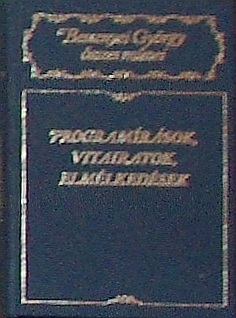 Bessenyei György
összes művei
PROGRAMÍRÁSOK,
VITAIRATOK,
ELMÉLKEDÉSEK